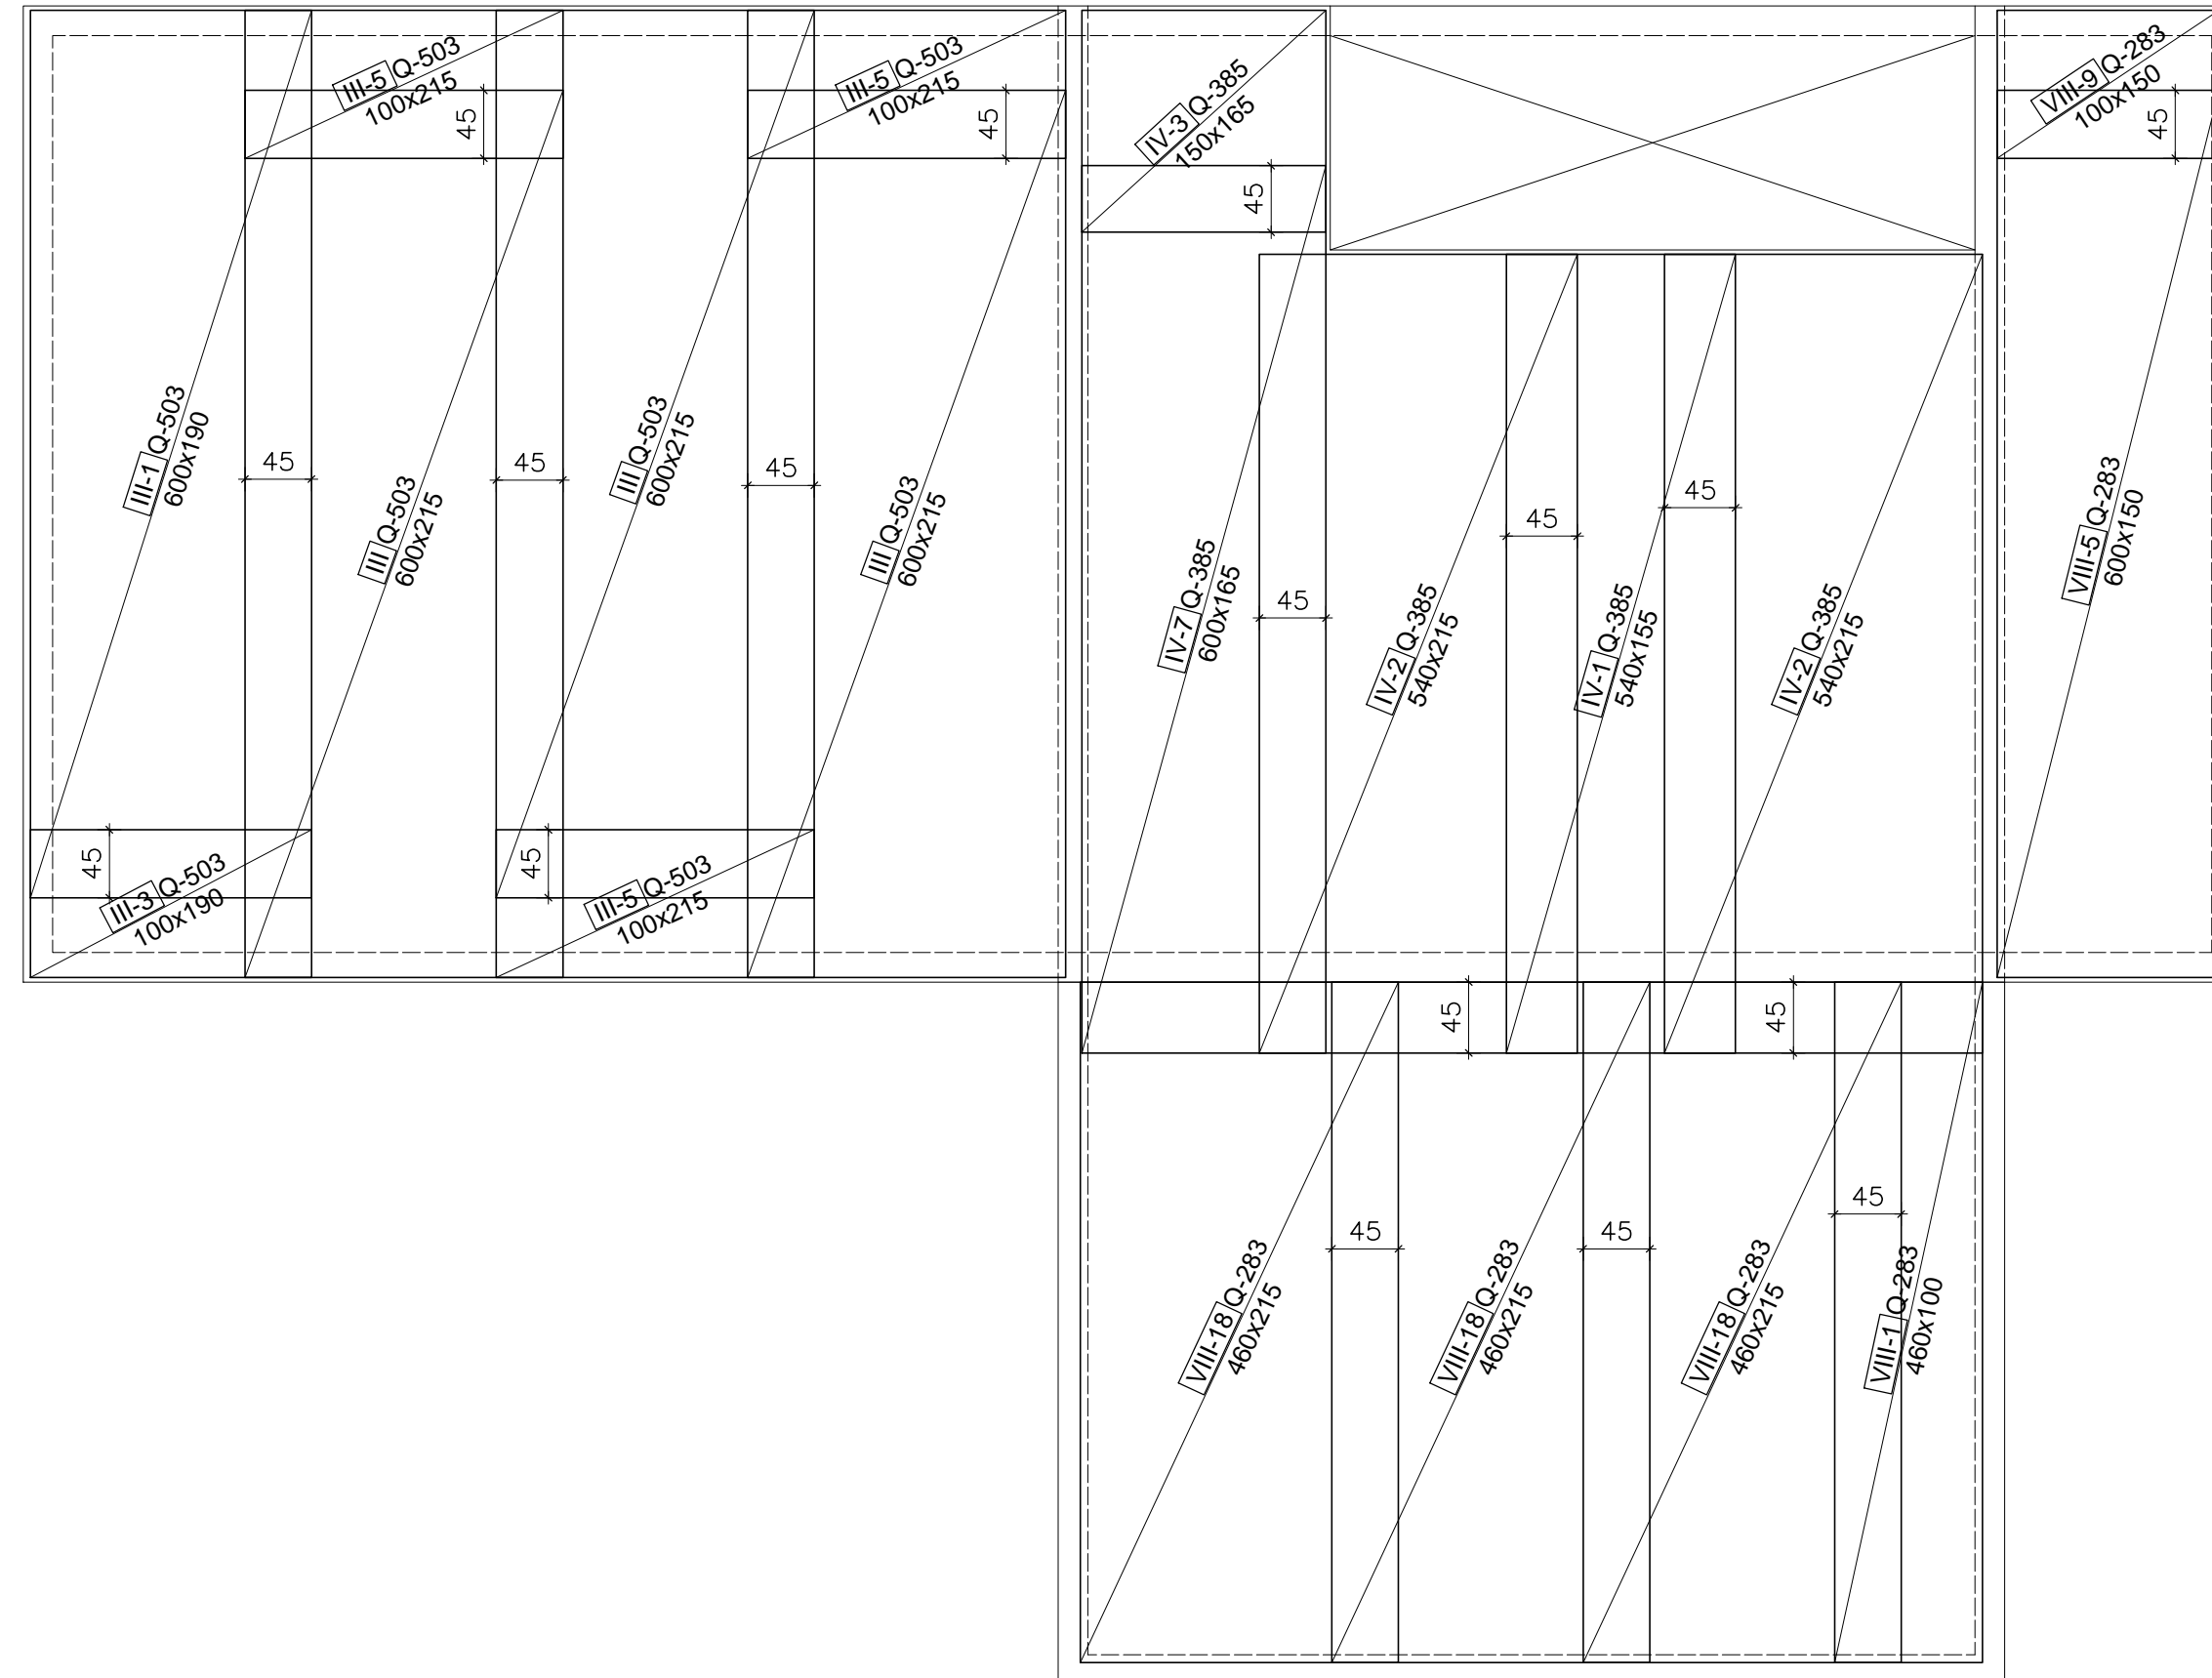 III-5 Q-503
100x215
45
III-5 Q-503
100x215
45
IV-3 Q-385
150x165
45
VIII-9 Q-283
100x150
45
III-1 Q-503
600x190
45
III Q-503
600x215
45
III Q-503
600x215
45
III Q-503
600x215
IV-7 Q-385
600x165
45
IV-2 Q-385
540x215
45
IV-1 Q-385
540x155
45
IV-2 Q-385
540x215
VIII-5 Q-283
600x150
45
III-3 Q-503
100x190
45
III-5 Q-503
100x215
45
45
VIII-18 Q-283
460x215
45
VIII-18 Q-283
460x215
45
VIII-18 Q-283
460x215
45
VIII-1 Q-283
460x100